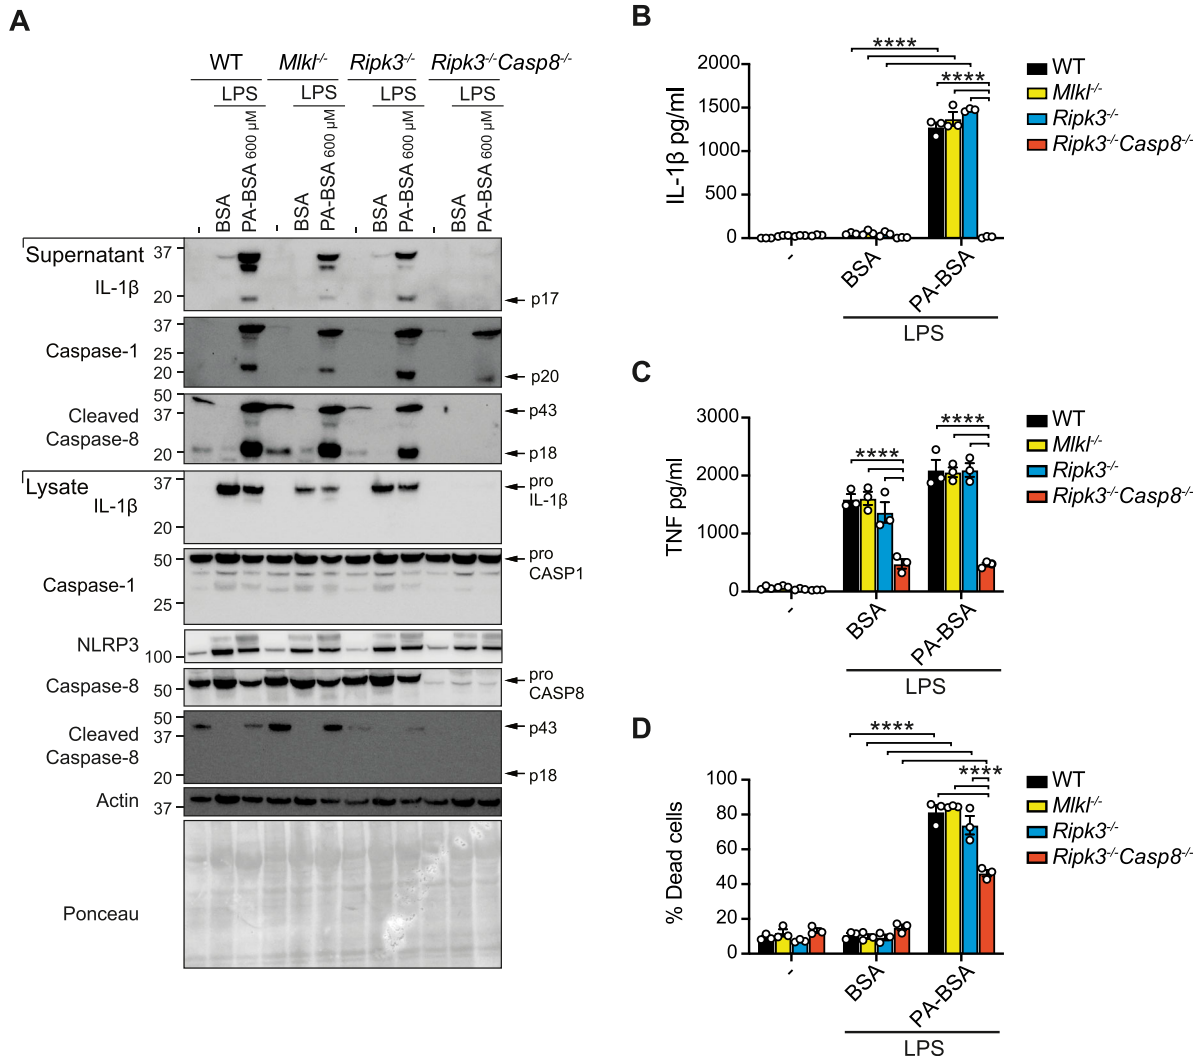 A
WT Mlkl-/- Ripk3-/- Ripk3-/-Casp8-/-
LPS LPS LPS LPS
- BSA PA-BSA 600 µM - BSA PA-BSA 600 µM - BSA PA-BSA 600 µM - BSA PA-BSA 600 µM
Supernatant 37
IL-1β
20 p17
37
Caspase-1 25
20 p20
50
Cleaved 37 p43
Caspase-8
20 p18
Lysate 37 pro
IL-1β IL-1β
20
50 pro
Caspase-1 CASP1
25
NLRP3
100
Caspase-8 50 pro
CASP8
50
Cleaved 37 p43
Caspase-8
20 p18
Actin 37
Ponceau
B
****
****
IL-1β pg/ml
2000
1500
1000
500
0
- BSA PA-BSA
LPS
WT
Mlkl-/-
Ripk3-/-
Ripk3-/-Casp8-/-
C
****
****
TNF pg/ml
3000
2000
1000
0
- BSA PA-BSA
LPS
WT
Mlkl-/-
Ripk3-/-
Ripk3-/-Casp8-/-
D
****
****
% Dead cells
100
80
60
40
20
0
- BSA PA-BSA
LPS
WT
Mlkl-/-
Ripk3-/-
Ripk3-/-Casp8-/-